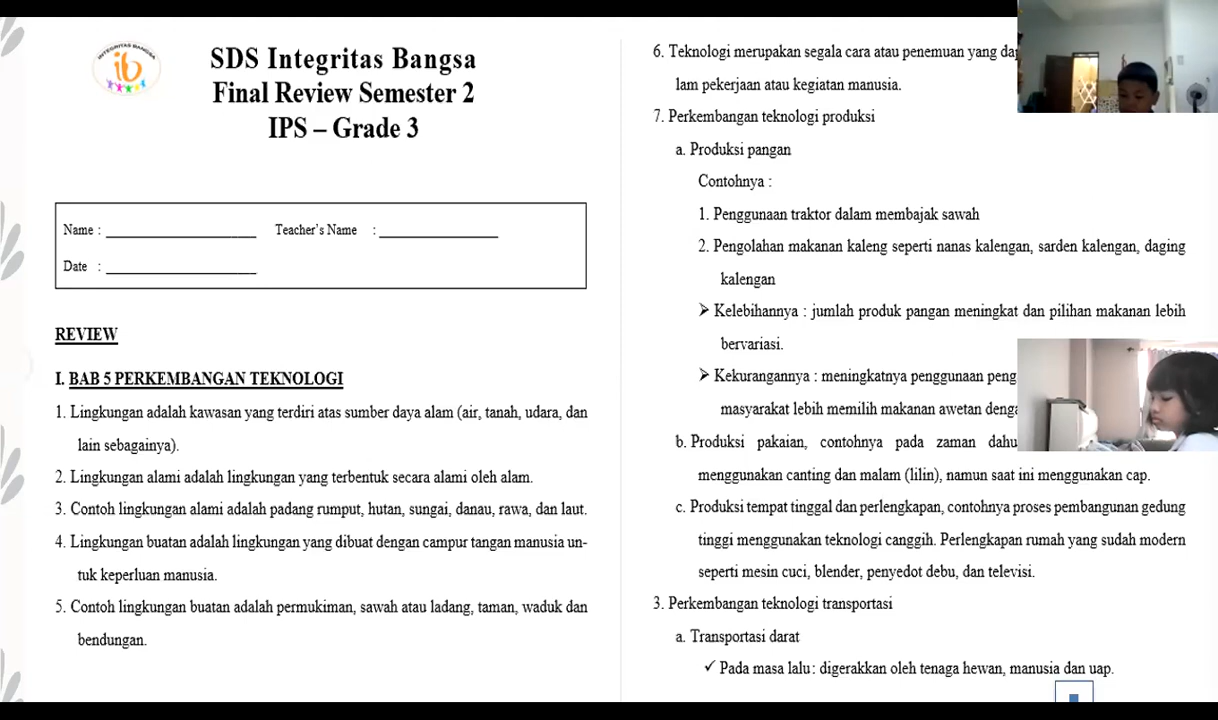 INTEGRITAS BANGSA
ib
SDS Integritas Bangsa
Final Review Semester 2
IPS – Grade 3
Name : ____________________ Teacher's Name : ________________
Date : ____________________
REVIEW
I. BAB 5 PERKEMBANGAN TEKNOLOGI
1. Lingkungan adalah kawasan yang terdiri atas sumber daya alam (air, tanah, udara, dan
lain sebagainya).
2. Lingkungan alami adalah lingkungan yang terbentuk secara alami oleh alam.
3. Contoh lingkungan alami adalah padang rumput, hutan, sungai, danau, rawa, dan laut.
4. Lingkungan buatan adalah lingkungan yang dibuat dengan campur tangan manusia un-
tuk keperluan manusia.
5. Contoh lingkungan buatan adalah permukiman, sawah atau ladang, taman, waduk dan
bendungan.
6. Teknologi merupakan segala cara atau penemuan yang
lam pekerjaan atau kegiatan manusia.
7. Perkembangan teknologi produksi
a. Produksi pangan
Contohnya :
1. Penggunaan traktor dalam membajak sawah
2. Pengolahan makanan kaleng seperti nanas kalengan, sarden kalengan, daging
kalengan
➢ Kelebihannya : jumlah produk pangan meningkat dan pilihan makanan lebih
bervariasi.
➢ Kekurangannya : meningkatnya penggunaan
masyarakat lebih memilih makanan awetan
b. Produksi pakaian, contohnya pada zaman
menggunakan canting dan malam (lilin), namun saat ini menggunakan cap.
c. Produksi tempat tinggal dan perlengkapan, contohnya proses pembangunan gedung
tinggi menggunakan teknologi canggih. Perlengkapan rumah yang sudah modern
seperti mesin cuci, blender, penyedot debu, dan televisi.
3. Perkembangan teknologi transportasi
a. Transportasi darat
✓ Pada masa lalu : digerakkan oleh tenaga hewan, manusia dan uap.